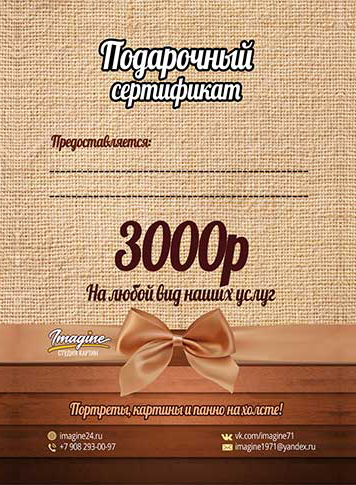 Подарочный
сертификат
Предоставляется:
3000р
На любой вид наших услуг
Imagine
СТУДИЯ КАРТИН
Портреты, картины и панно на холсте!
imagine24.ru
vk.com/imagine71
+7 908 293-00-97
imagine1971@yandex.ru